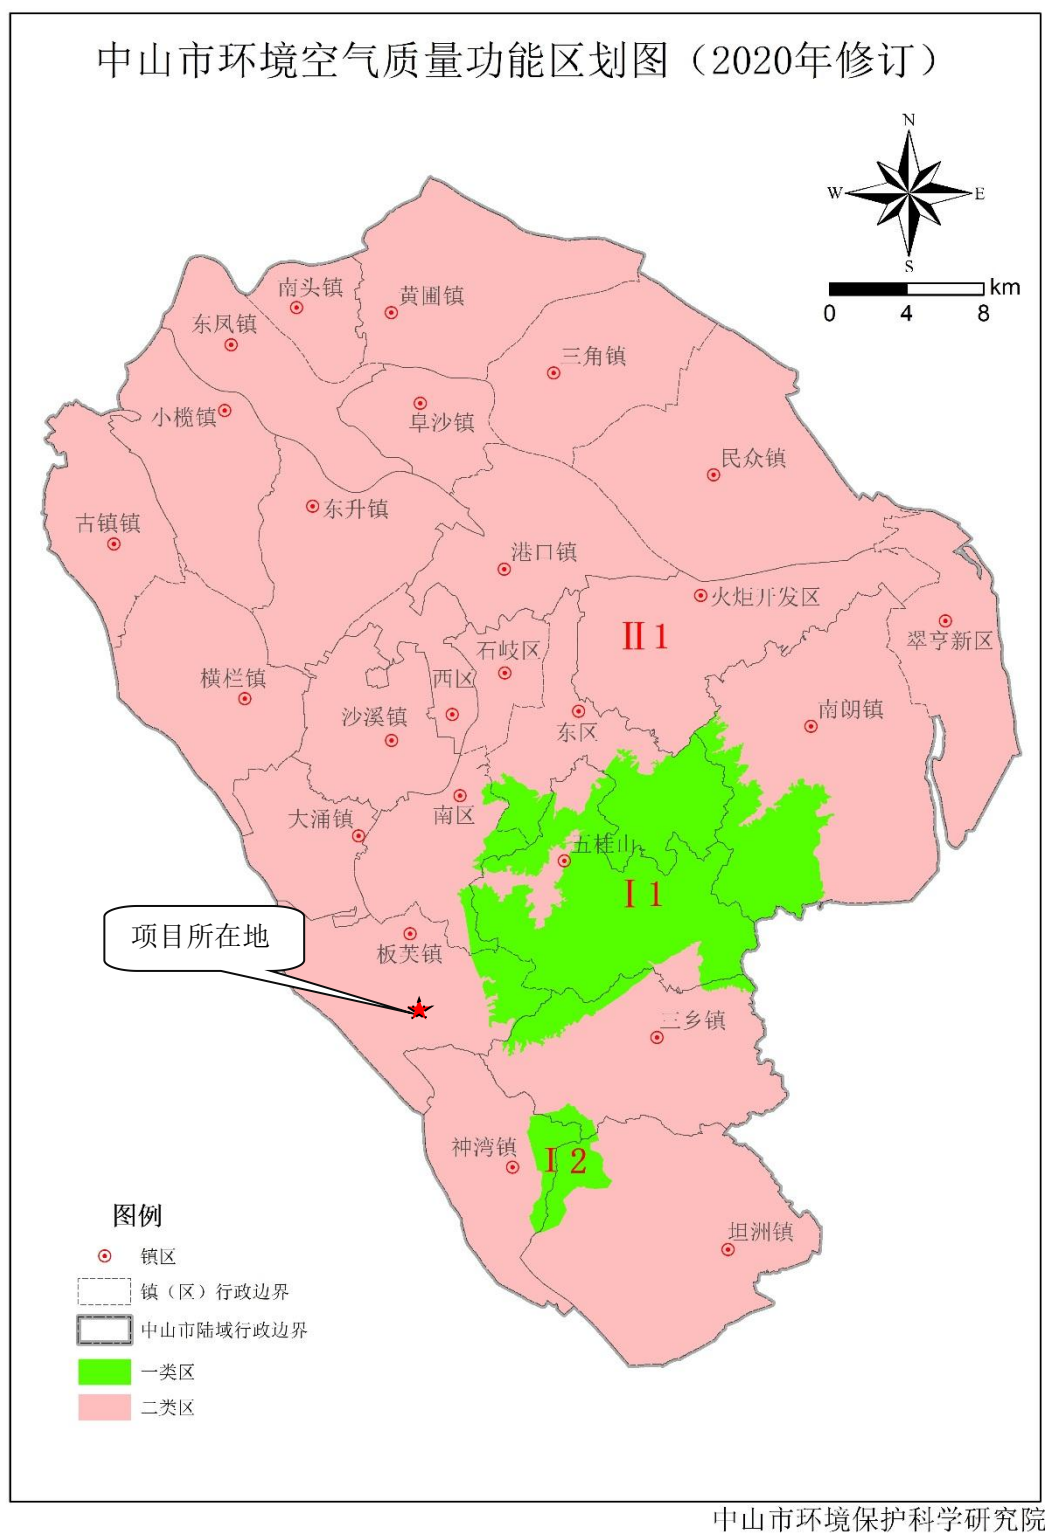 中山市环境空气质量功能区划图（2020年修订）
N
W
E
S
km
0 4 8
南头镇
黄圃镇
东凤镇
三角镇
小榄镇
阜沙镇
民众镇
古镇镇
东升镇
港口镇
火炬开发区
II 1
翠亨新区
石岐区
横栏镇
西区
沙溪镇
南朗镇
东区
大涌镇
南区
五桂山
I 1
项目所在地
板芙镇
三乡镇
神湾镇
I 2
坦洲镇
图例
镇区
镇（区）行政边界
中山市陆域行政边界
一类区
二类区
中山市环境保护科学研究院